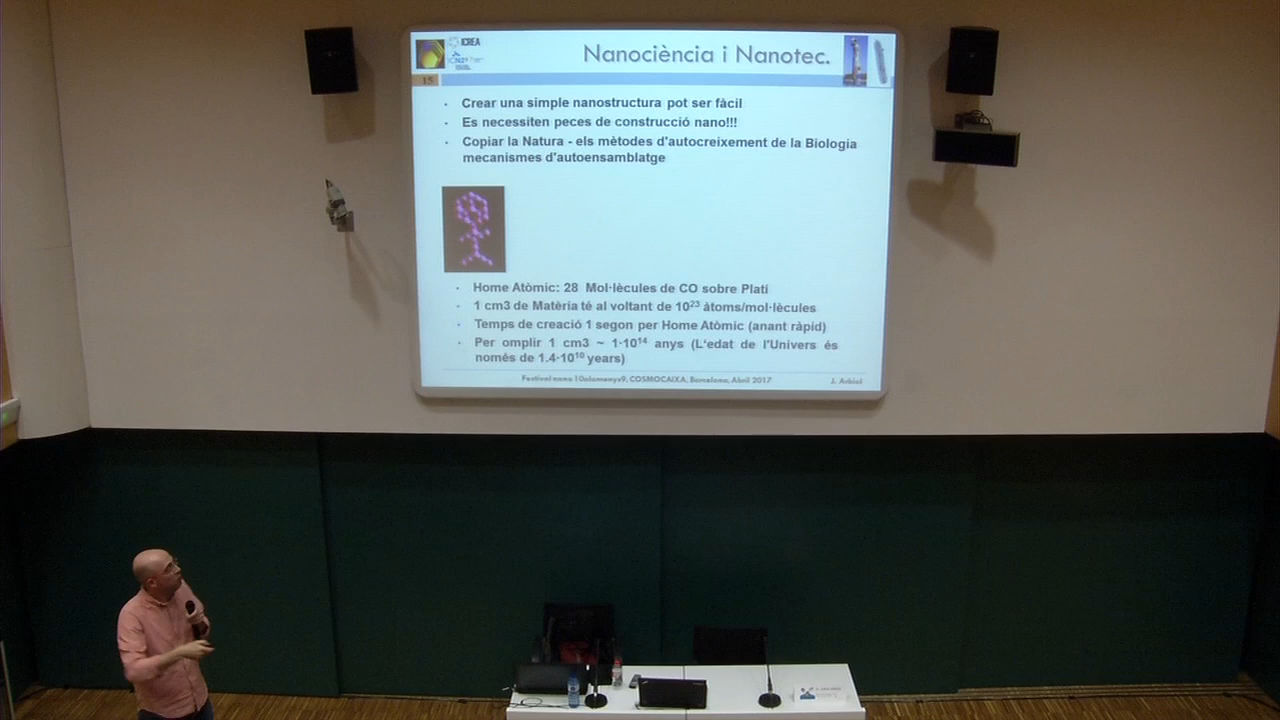 ICREA
Nanociència i Nanotec.
15
Crear una simple nanostructura pot ser fàcil
Es necessiten peces de construcció nano!!!
Copiar la Natura - els mètodes d'autocreixement de la Biologia
mecanismes d'autoensamblatge
Home Atòmic: 28 Mol·lècules de CO sobre Platí
1 cm3 de Matèria té al voltant de 10²³ àtoms/mol·lècules
Temps de creació 1 segon per Home Atòmic (anant ràpid)
Per omplir 1 cm3 ~ 1·10¹⁴ anys (L'edat de l'Univers és
només de 1.4·10¹⁰ years)
Festival nano 10alamenys9, COSMOCAIXA, Barcelona, Abril 2017 J. Arbiol